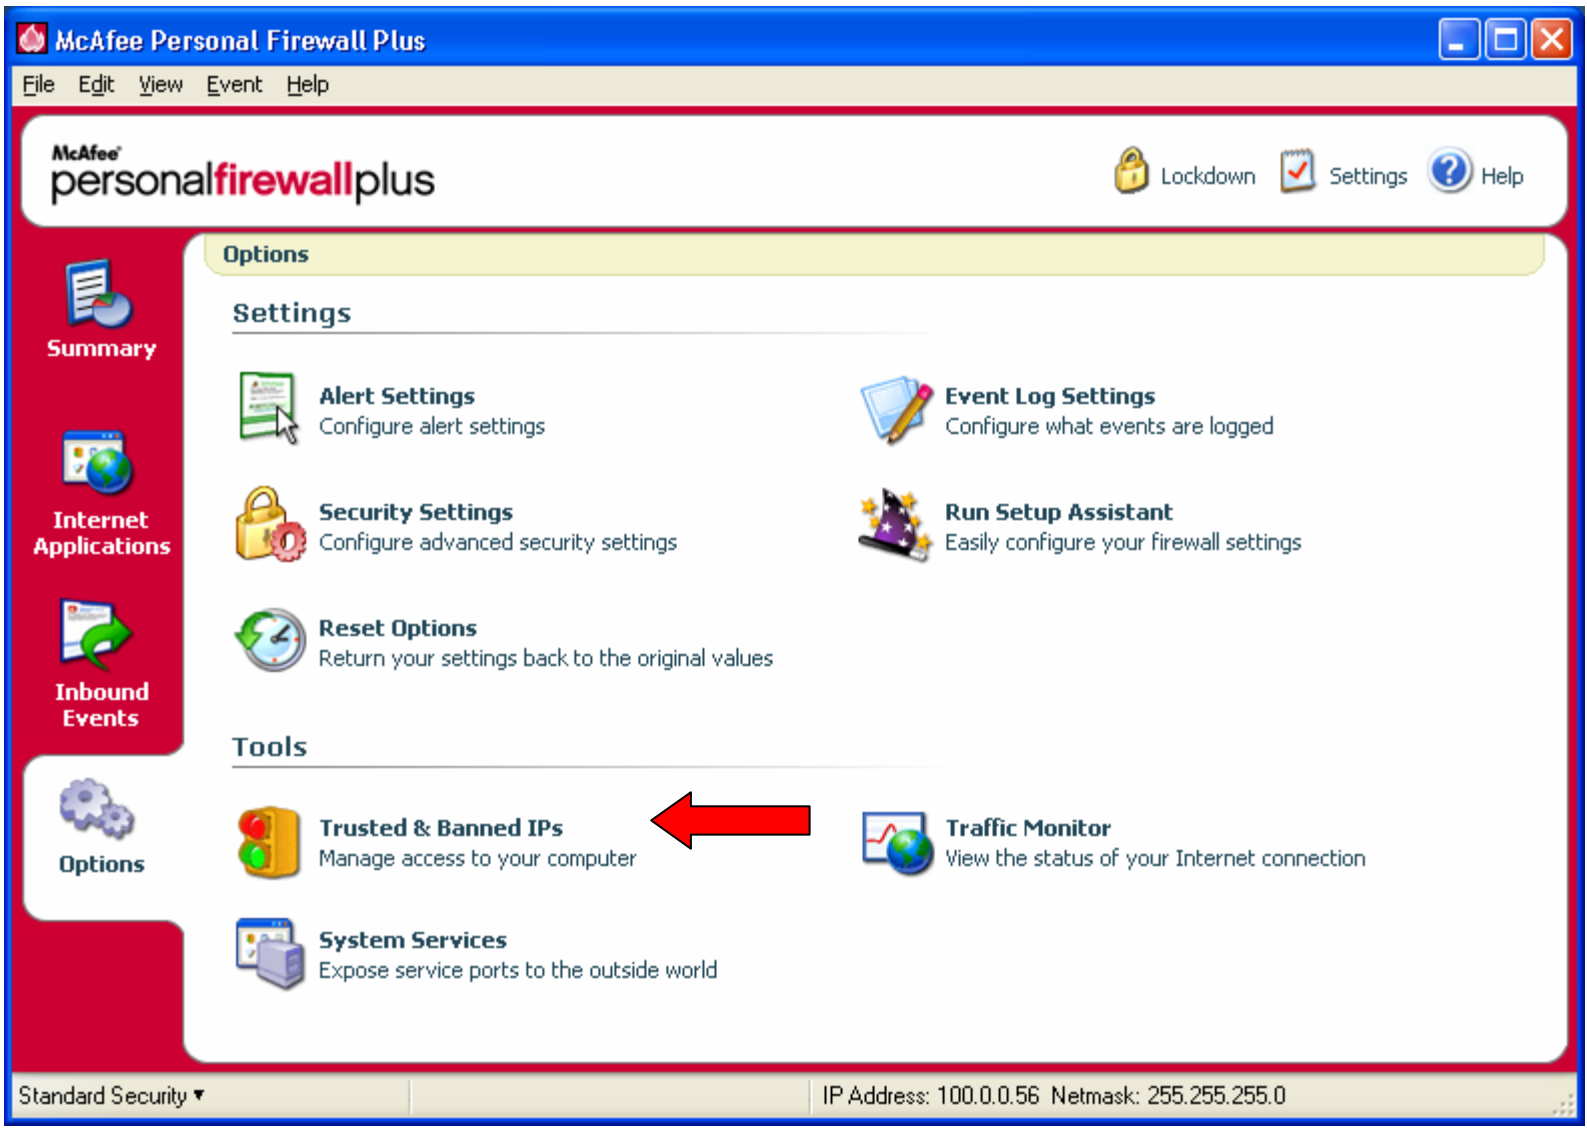 McAfee Personal Firewall Plus
File Edit View Event Help
McAfee
personalfirewallplus
Lockdown Settings Help
Summary
Internet
Applications
Inbound
Events
Options
Options
Settings
Alert Settings
Configure alert settings
Event Log Settings
Configure what events are logged
Security Settings
Configure advanced security settings
Run Setup Assistant
Easily configure your firewall settings
Reset Options
Return your settings back to the original values
Tools
Trusted & Banned IPs
Manage access to your computer
Traffic Monitor
View the status of your Internet connection
System Services
Expose service ports to the outside world
Standard Security ▾
IP Address: 100.0.0.56 Netmask: 255.255.255.0